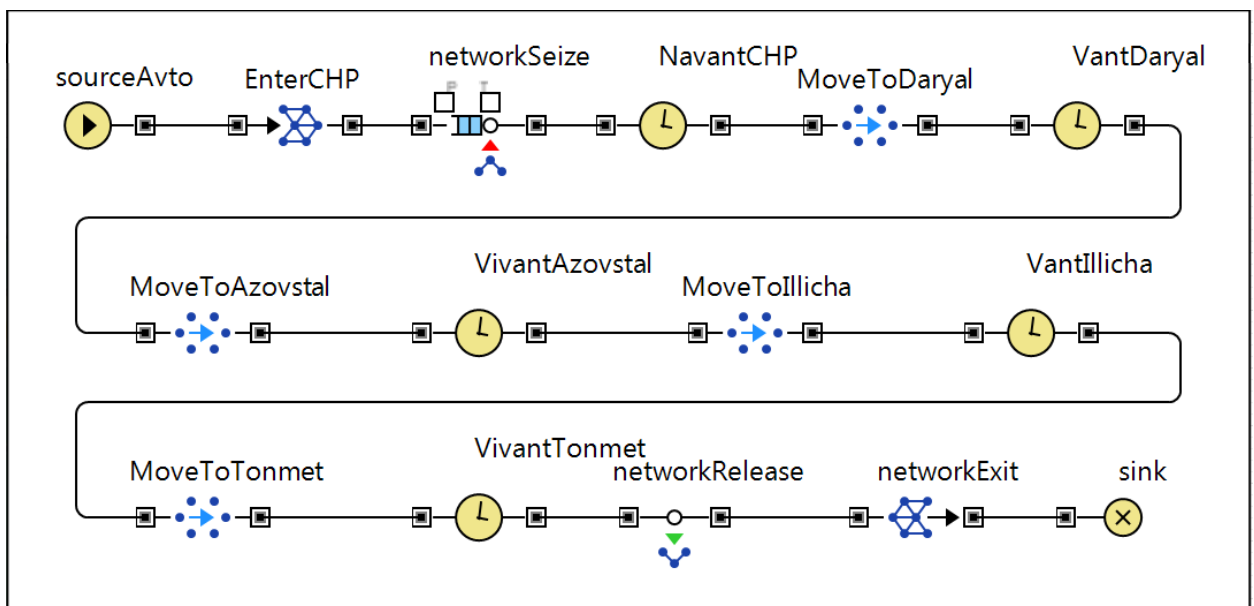 sourceAvto
EnterCHP
networkSeize
NavantCHP
MoveToDaryal
VantDaryal
P T
MoveToAzovstal
VivantAzovstal
MoveToIllicha
VantIllicha
MoveToTonmet
VivantTonmet
networkRelease
networkExit
sink